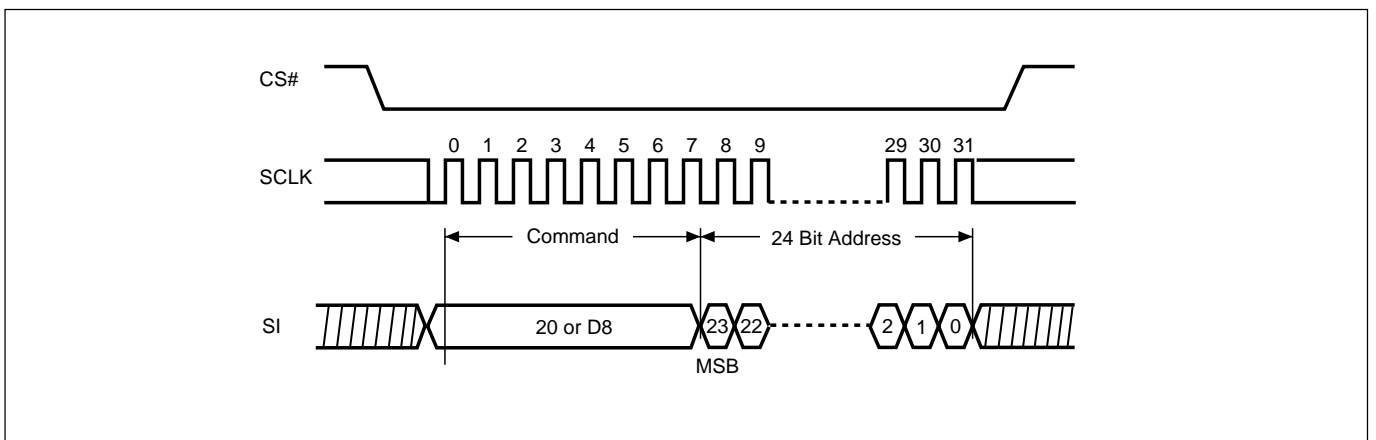 CS#
0 1 2 3 4 5 6 7 8 9 29 30 31
SCLK
Command 24 Bit Address
SI 20 or D8 23 22 2 1 0
MSB